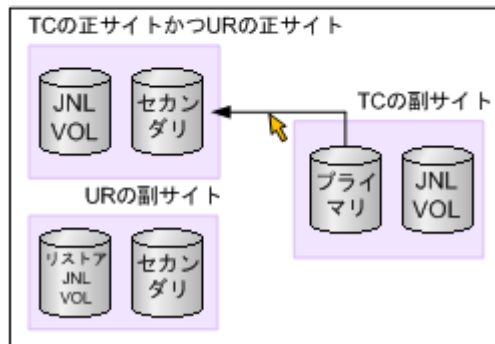 TCの正サイトかつURの正サイト
JNL
VOL
セカン
ダリ
TCの副サイト
プライ
マリ
JNL
VOL
URの副サイト
リストア
JNL
VOL
セカン
ダリ